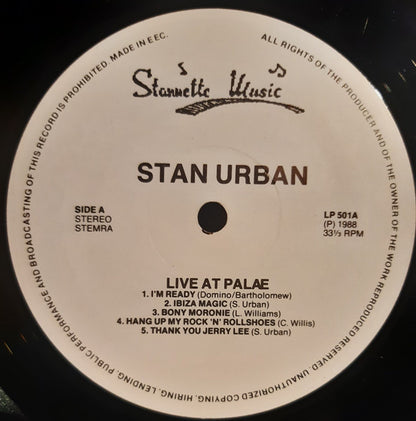 ALL RIGHTS OF THE PRODUCER AND OF THE OWNER OF THE WORK REPRODUCED RESERVED. UNAUTHORIZED COPYING, HIRING, LENDING, PUBLIC PERFORMANCE AND BROADCASTING OF THIS RECORD IS PROHIBITED. MADE IN EEC.
Stannette Music
STAN URBAN
SIDE A
STEREO
STEMRA
LP 501A
(P) 1988
33⅓ RPM
LIVE AT PALÆ
1. I'M READY (Domino/Bartholomew)
2. IBIZA MAGIC (S. Urban)
3. BONY MORONIE (L. Williams)
4. HANG UP MY ROCK 'N' ROLLSHOES (C. Willis)
5. THANK YOU JERRY LEE (S. Urban)